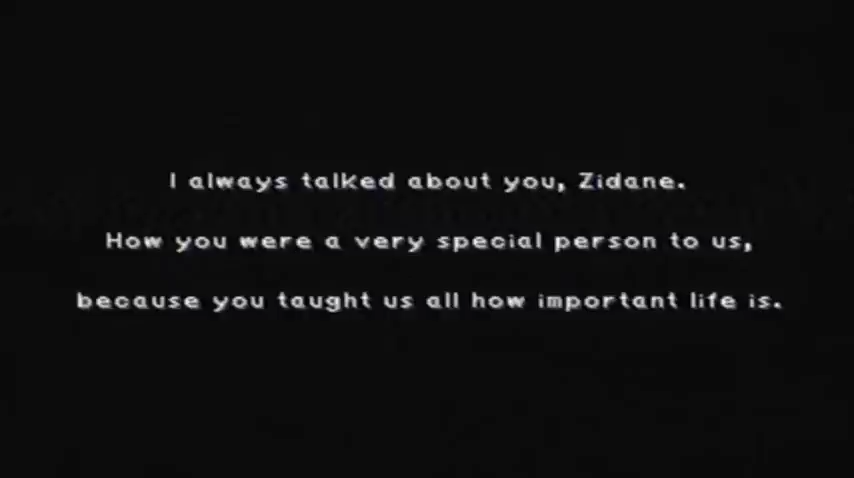 I always talked about you, Zidane.
How you were a very special person to us,
because you taught us all how important life is.